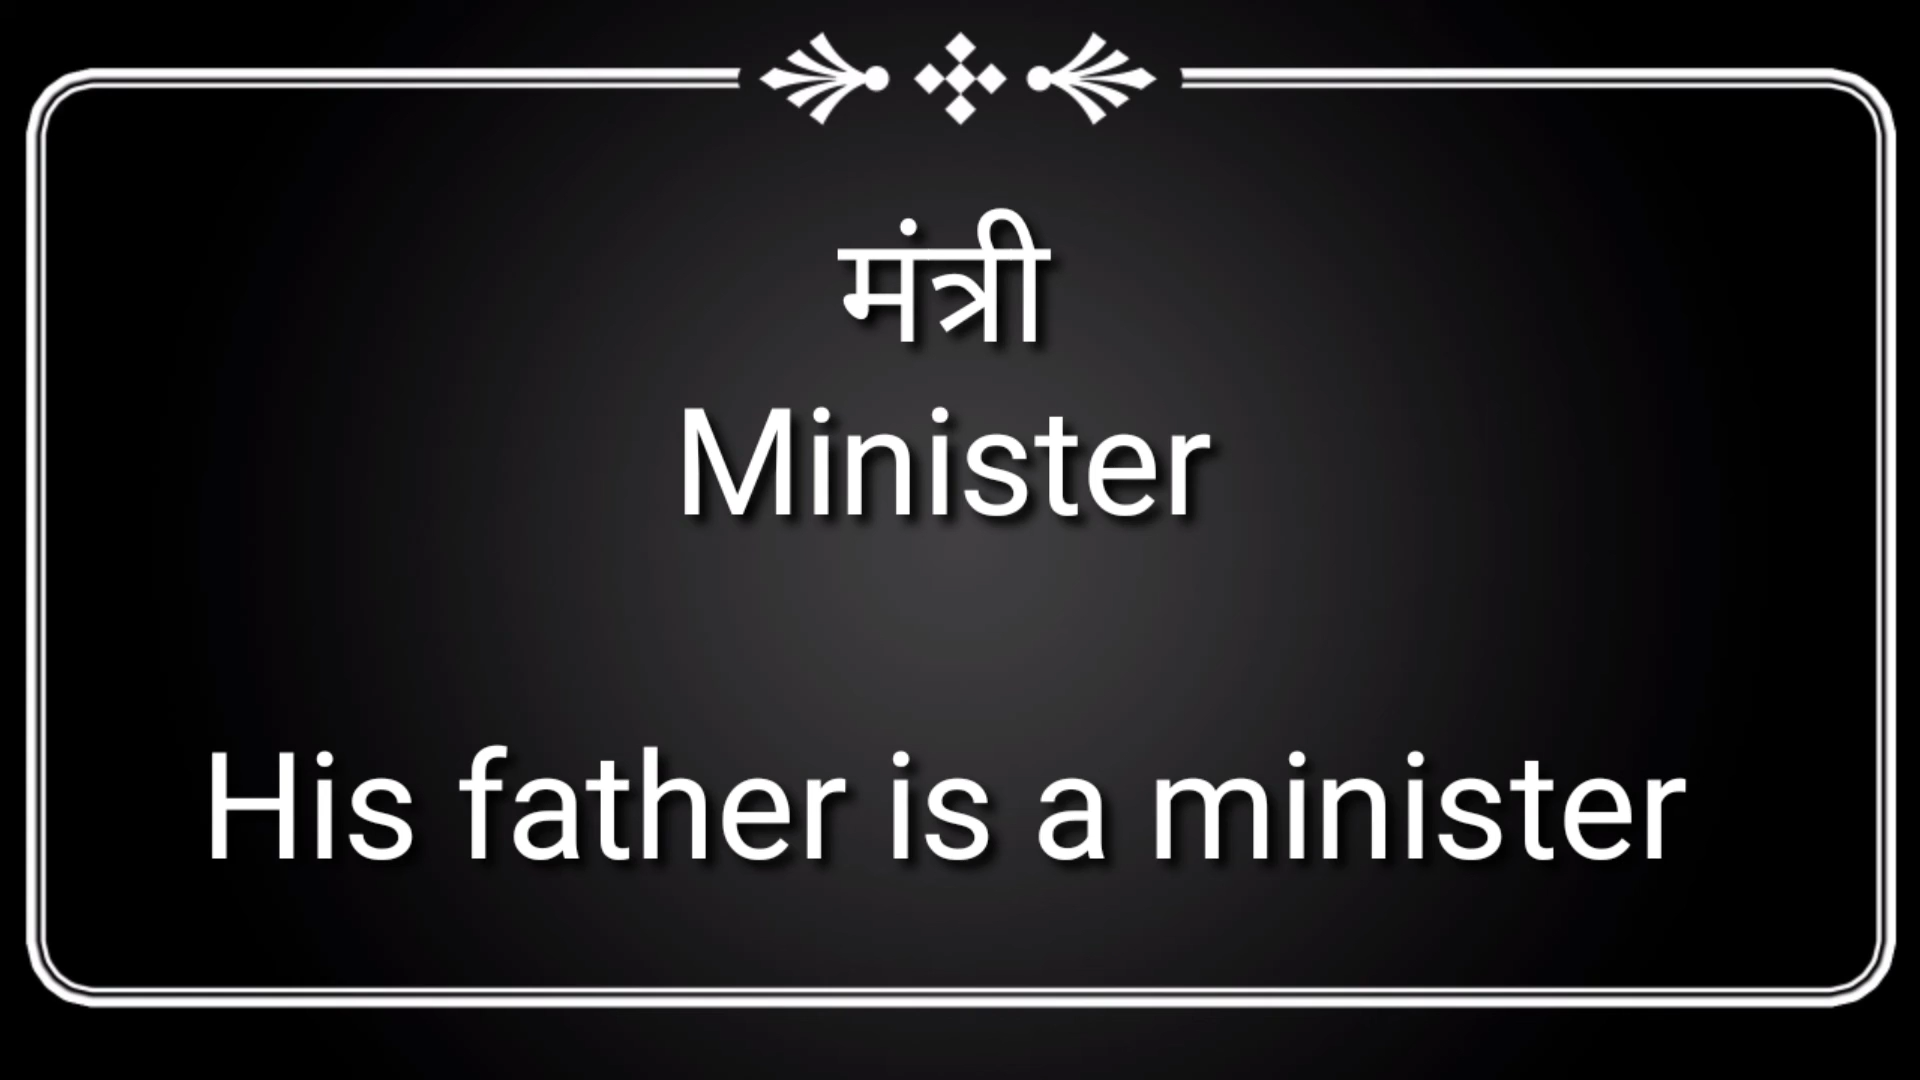 मंत्री
Minister
His father is a minister